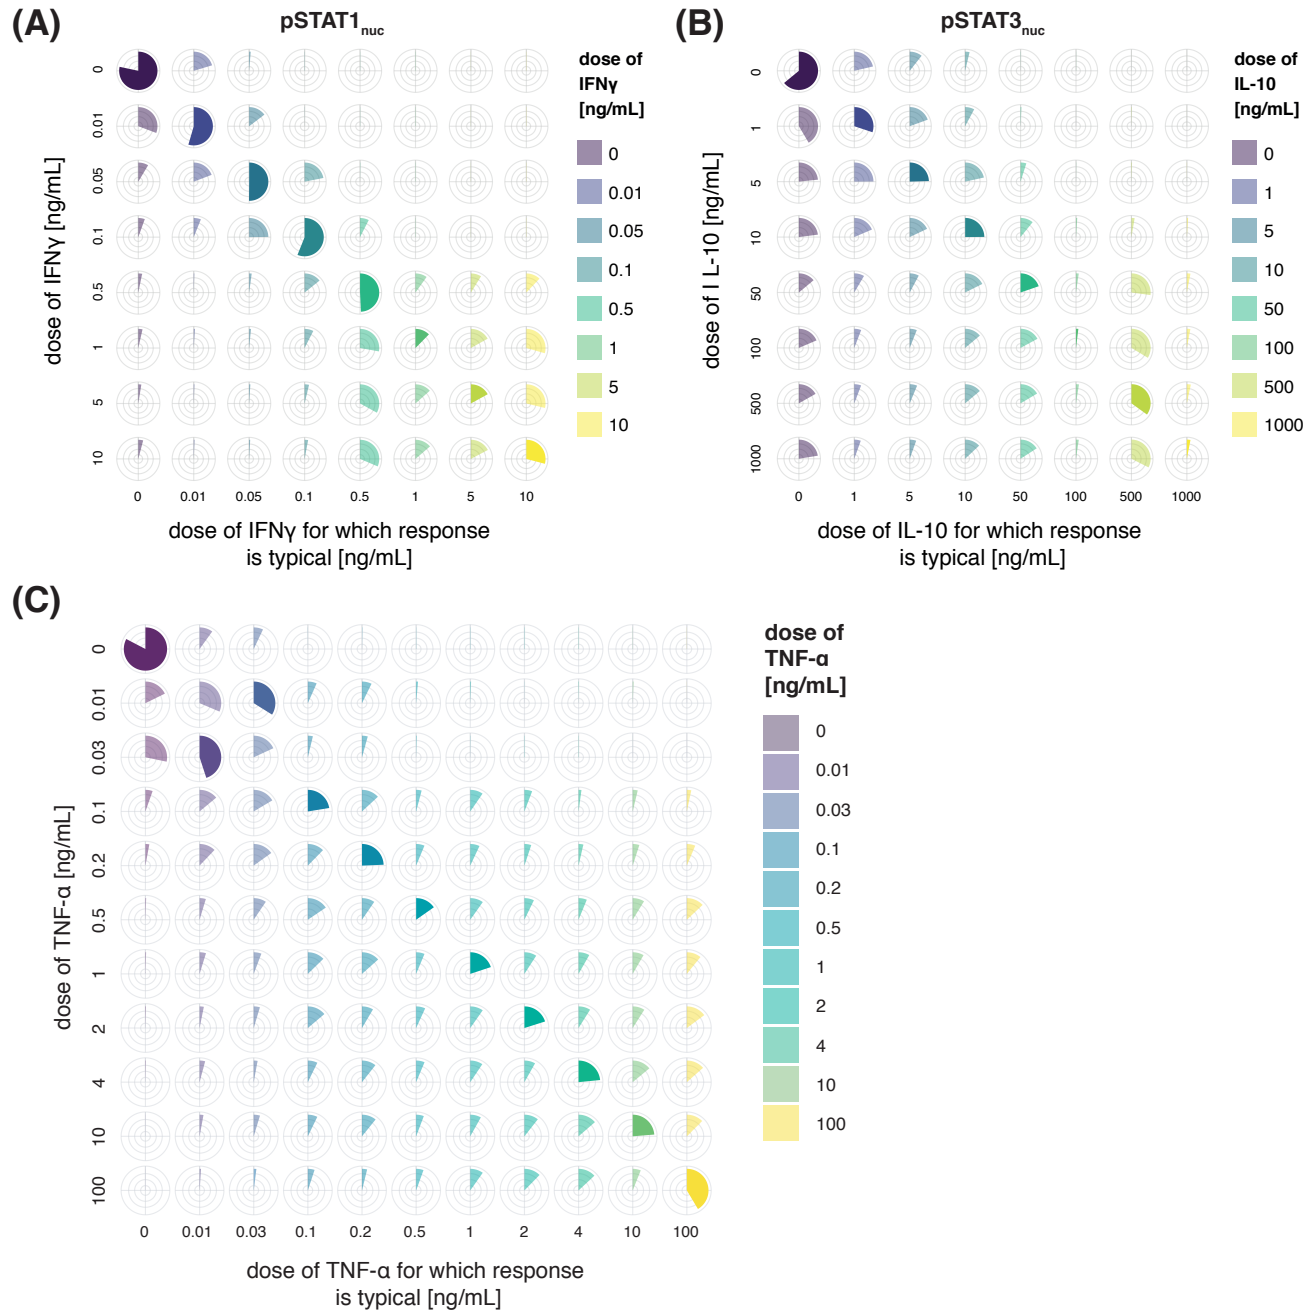 (A)
pSTAT1nuc
dose of IFNγ [ng/mL]
0
0.01
0.05
0.1
0.5
1
5
10
0 0.01 0.05 0.1 0.5 1 5 10
dose of IFNγ for which response
is typical [ng/mL]
dose of
IFNγ
[ng/mL]
0
0.01
0.05
0.1
0.5
1
5
10
(B)
pSTAT3nuc
dose of I L-10 [ng/mL]
0
1
5
10
50
100
500
1000
0 1 5 10 50 100 500 1000
dose of IL-10 for which response
is typical [ng/mL]
dose of
IL-10
[ng/mL]
0
1
5
10
50
100
500
1000
(C)
dose of TNF-α [ng/mL]
0
0.01
0.03
0.1
0.2
0.5
1
2
4
10
100
0 0.01 0.03 0.1 0.2 0.5 1 2 4 10 100
dose of TNF-α for which response
is typical [ng/mL]
dose of
TNF-α
[ng/mL]
0
0.01
0.03
0.1
0.2
0.5
1
2
4
10
100